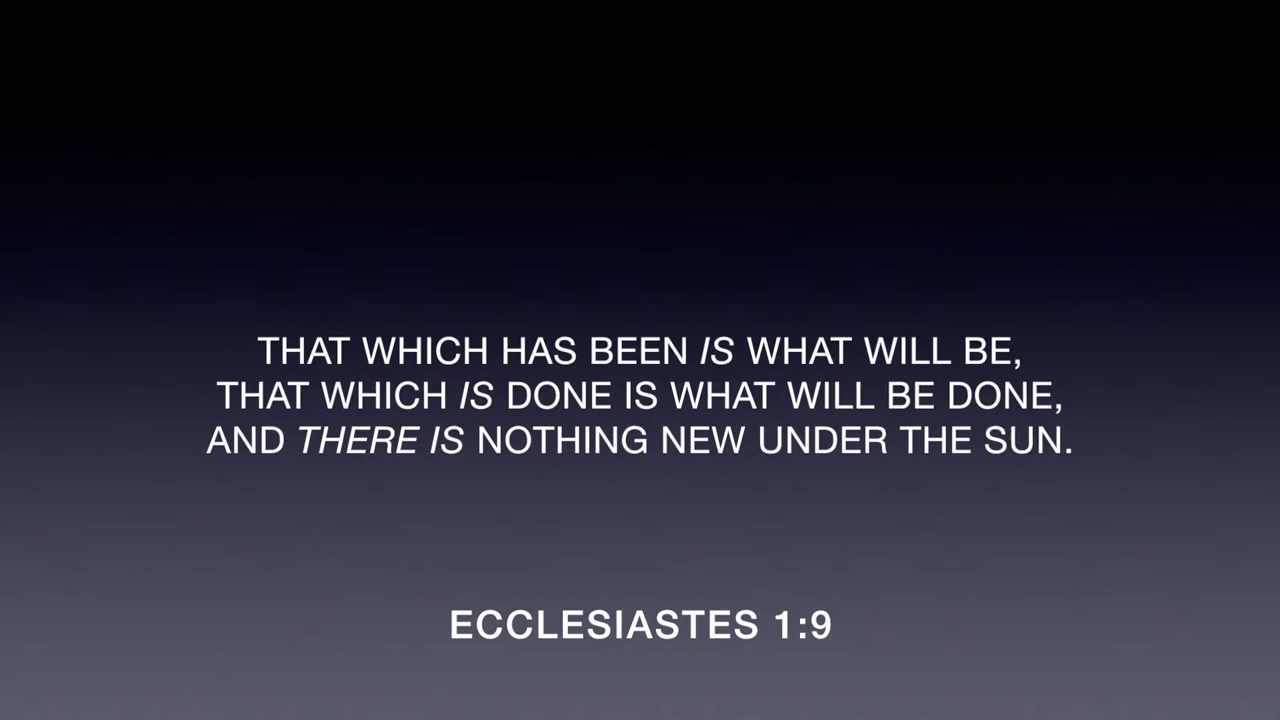 THAT WHICH HAS BEEN IS WHAT WILL BE,
THAT WHICH IS DONE IS WHAT WILL BE DONE,
AND THERE IS NOTHING NEW UNDER THE SUN.
ECCLESIASTES 1:9